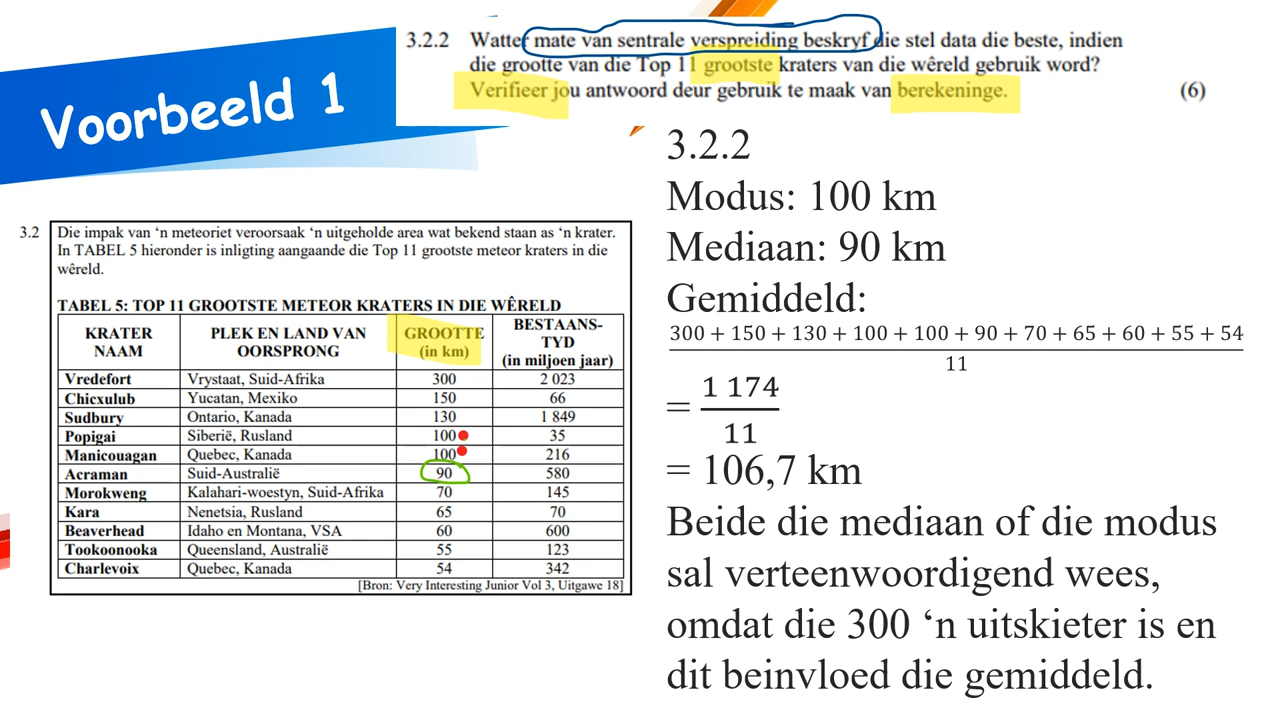 3.2.2 Watter mate van sentrale verspreiding beskryf die stel data die beste, indien
die grootte van die Top 11 grootste kraters van die wêreld gebruik word?
Verifieer jou antwoord deur gebruik te maak van berekeninge. (6)
Voorbeeld 1
3.2 Die impak van ‘n meteoriet veroorsaak ‘n uitgeholde area wat bekend staan as ‘n krater.
In TABEL 5 hieronder is inligting aangaande die Top 11 grootste meteor kraters in die
wêreld.
TABEL 5: TOP 11 GROOTSTE METEOR KRATERS IN DIE WÊRELD
KRATER NAAM PLEK EN LAND VAN OORSPRONG GROOTTE (in km) BESTAANS-TYD (in miljoen jaar)
Vredefort Vrystaat, Suid-Afrika 300 2 023
Chicxulub Yucatan, Mexiko 150 66
Sudbury Ontario, Kanada 130 1 849
Popigai Siberië, Rusland 100 35
Manicouagan Quebec, Kanada 100 216
Acraman Suid-Australië 90 580
Morokweng Kalahari-woestyn, Suid-Afrika 70 145
Kara Nenetsia, Rusland 65 70
Beaverhead Idaho en Montana, VSA 60 600
Tookoonooka Queensland, Australië 55 123
Charlevoix Quebec, Kanada 54 342
[Bron: Very Interesting Junior Vol 3, Uitgawe 18]
3.2.2
Modus: 100 km
Mediaan: 90 km
Gemiddeld:
300 + 150 + 130 + 100 + 100 + 90 + 70 + 65 + 60 + 55 + 54
11
= 1 174
11
= 106,7 km
Beide die mediaan of die modus
sal verteenwoordigend wees,
omdat die 300 ‘n uitskieter is en
dit beinvloed die gemiddeld.